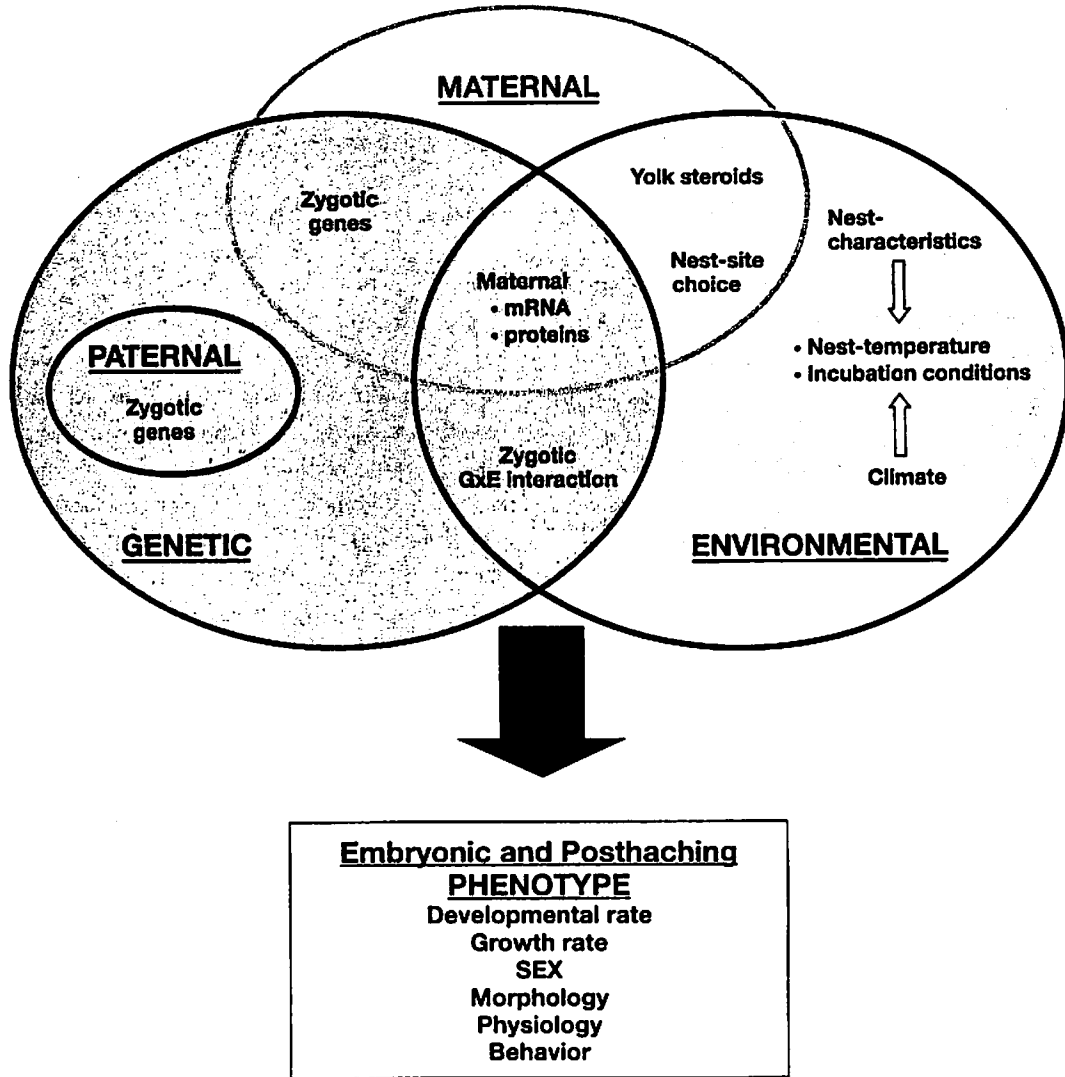 MATERNAL
Zygotic
genes
Yolk steroids
Nest-site
choice
Nest-
characteristics
Maternal
• mRNA
• proteins
• Nest-temperature
• Incubation conditions
PATERNAL
Zygotic
genes
Zygotic
GxE interaction
Climate
GENETIC
ENVIRONMENTAL
Embryonic and Posthaching
PHENOTYPE
Developmental rate
Growth rate
SEX
Morphology
Physiology
Behavior